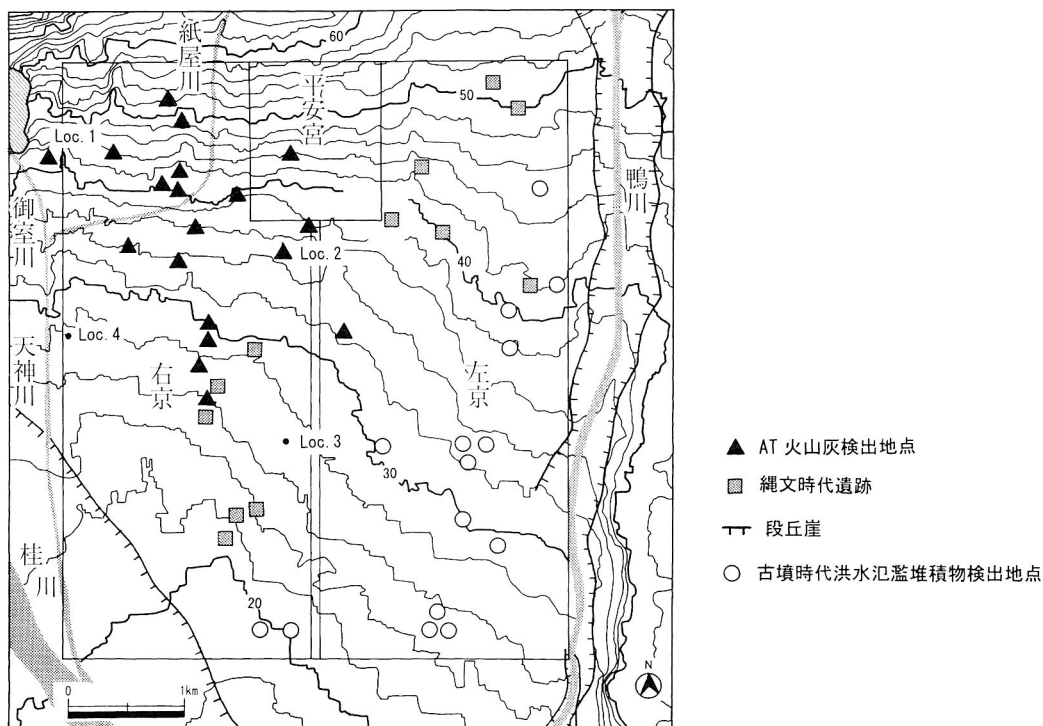 60
紙屋川
平安宮
50
Loc. 1
鴨川
御室川
Loc. 2
40
天神川
Loc. 4
右京
左京
Loc. 3
30
桂川
20
0 1km
N
AT 火山灰検出地点
縄文時代遺跡
段丘崖
古墳時代洪水氾濫堆積物検出地点